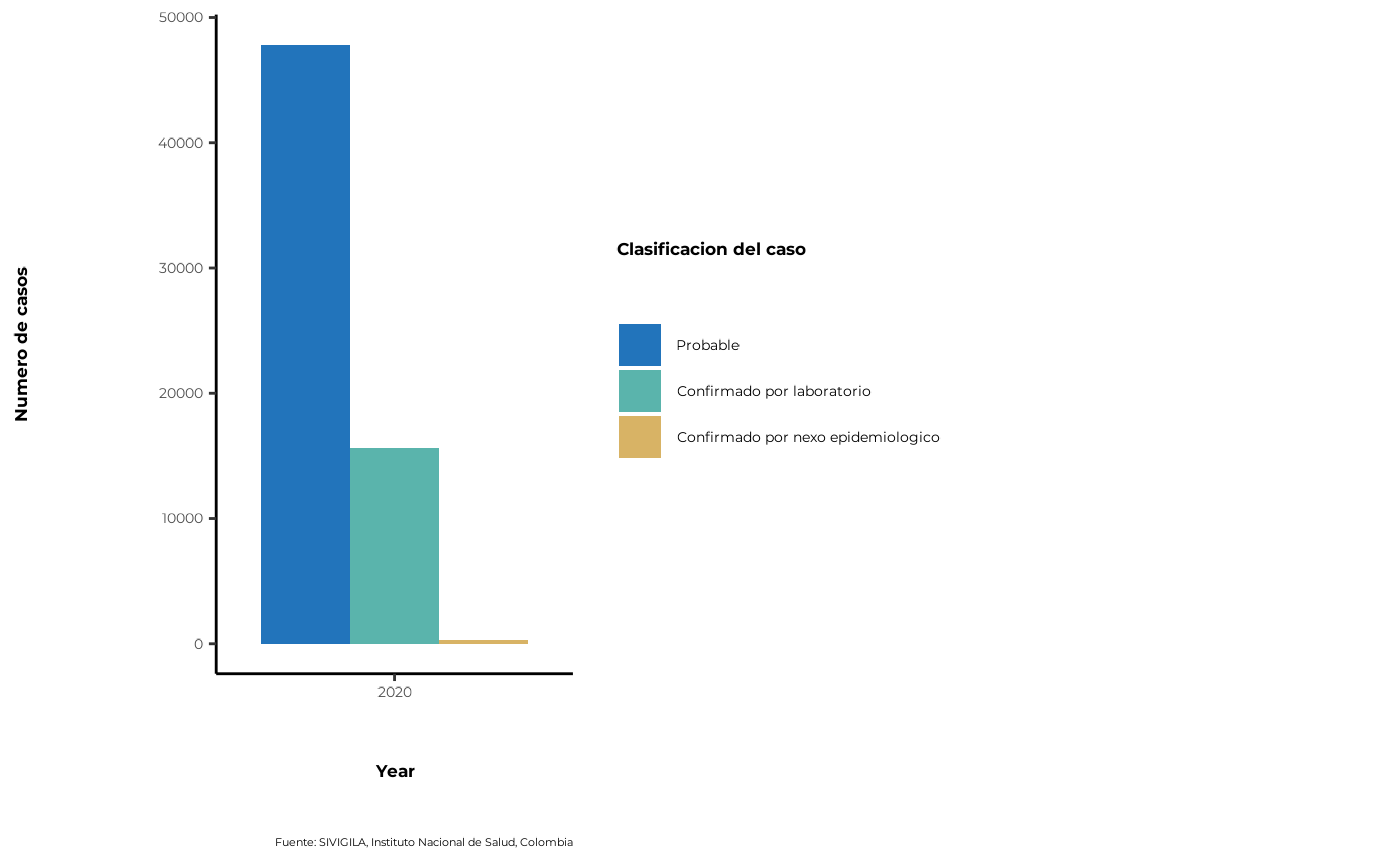 50000
40000
30000
20000
10000
0
Numero de casos
2020
Year
Clasificacion del caso
Probable
Confirmado por laboratorio
Confirmado por nexo epidemiologico
Fuente: SIVIGILA, Instituto Nacional de Salud, Colombia